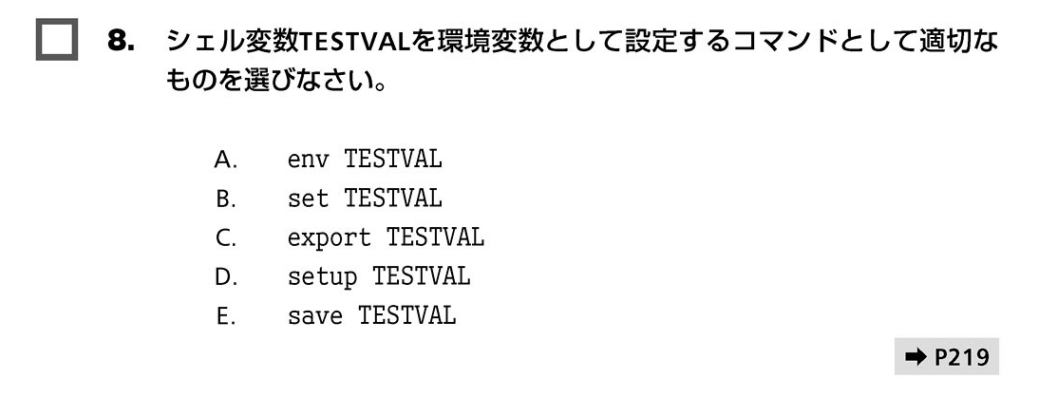 8. シェル変数TESTVALを環境変数として設定するコマンドとして適切な
ものを選びなさい。
A. env TESTVAL
B. set TESTVAL
C. export TESTVAL
D. setup TESTVAL
E. save TESTVAL
➡ P219